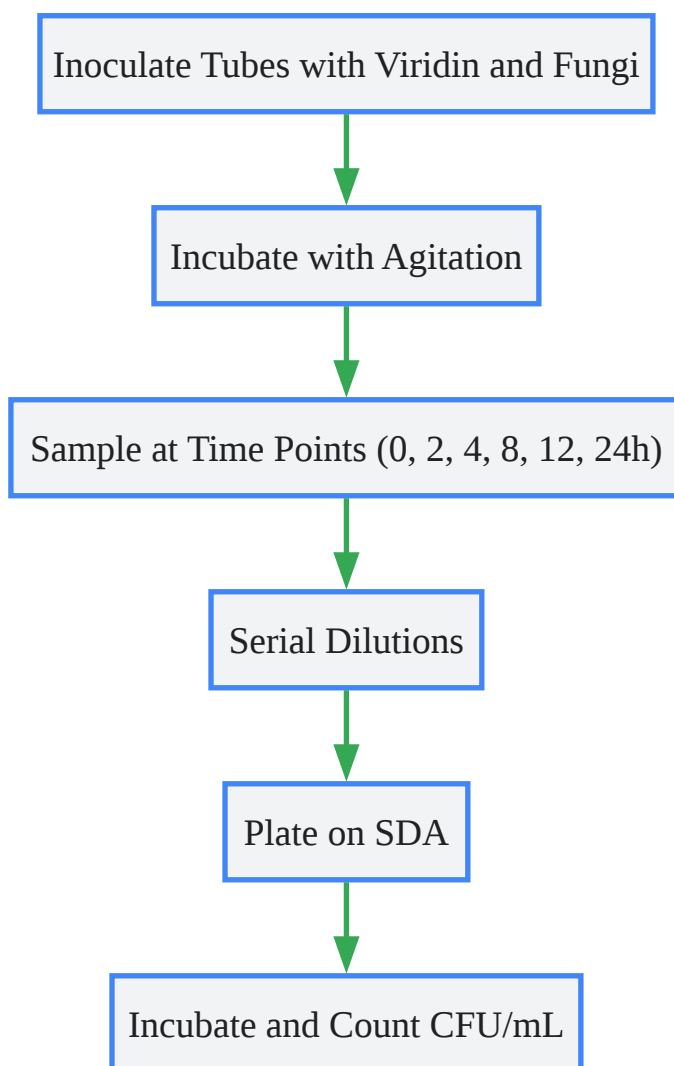 Inoculate Tubes with Viridin and Fungi
Incubate with Agitation
Sample at Time Points (0, 2, 4, 8, 12, 24h)
Serial Dilutions
Plate on SDA
Incubate and Count CFU/mL